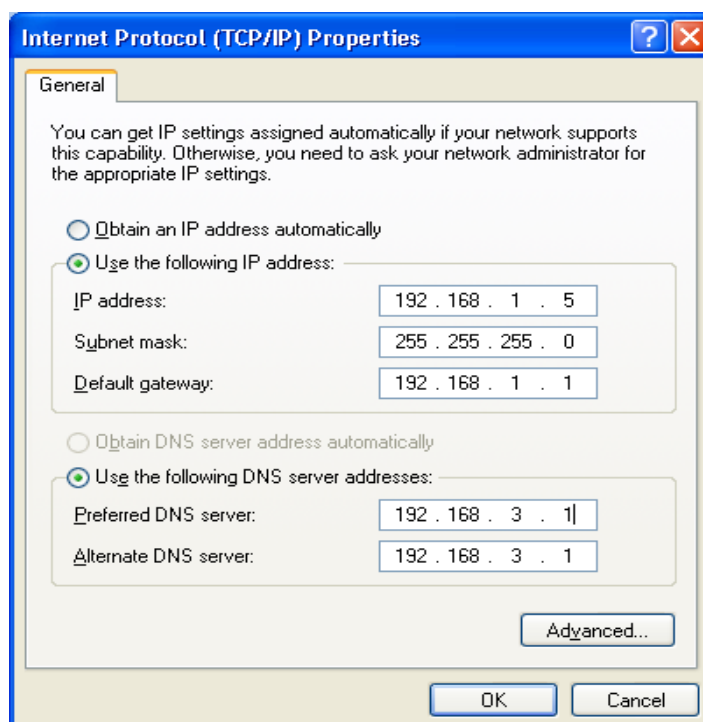 Internet Protocol (TCP/IP) Properties
General
You can get IP settings assigned automatically if your network supports
this capability. Otherwise, you need to ask your network administrator for
the appropriate IP settings.
Obtain an IP address automatically
Use the following IP address:
IP address: 192 . 168 . 1 . 5
Subnet mask: 255 . 255 . 255 . 0
Default gateway: 192 . 168 . 1 . 1
Obtain DNS server address automatically
Use the following DNS server addresses:
Preferred DNS server: 192 . 168 . 3 . 1
Alternate DNS server: 192 . 168 . 3 . 1
Advanced...
OK Cancel